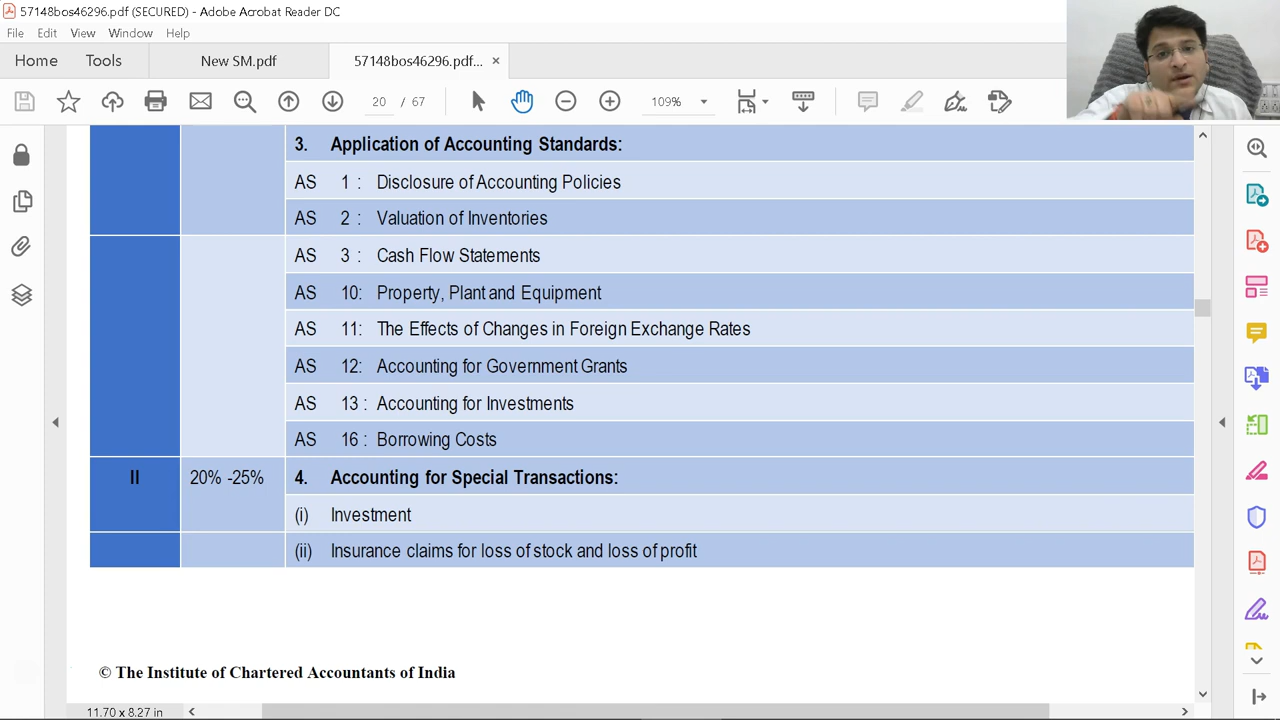 57148bos46296.pdf (SECURED) - Adobe Acrobat Reader DC
File Edit View Window Help
Home Tools New SM.pdf 57148bos46296.pdf... ×
20 / 67 109%
3. Application of Accounting Standards:
AS 1 : Disclosure of Accounting Policies
AS 2 : Valuation of Inventories
AS 3 : Cash Flow Statements
AS 10: Property, Plant and Equipment
AS 11: The Effects of Changes in Foreign Exchange Rates
AS 12: Accounting for Government Grants
AS 13 : Accounting for Investments
AS 16 : Borrowing Costs
II 20% -25% 4. Accounting for Special Transactions:
(i) Investment
(ii) Insurance claims for loss of stock and loss of profit
© The Institute of Chartered Accountants of India
11.70 x 8.27 in